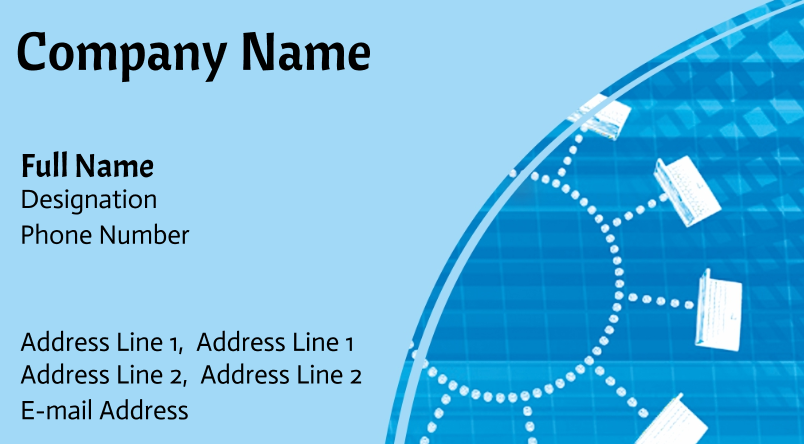 Company Name
Full Name
Designation
Phone Number
Address Line 1,  Address Line 1
Address Line 2,  Address Line 2
E-mail Address